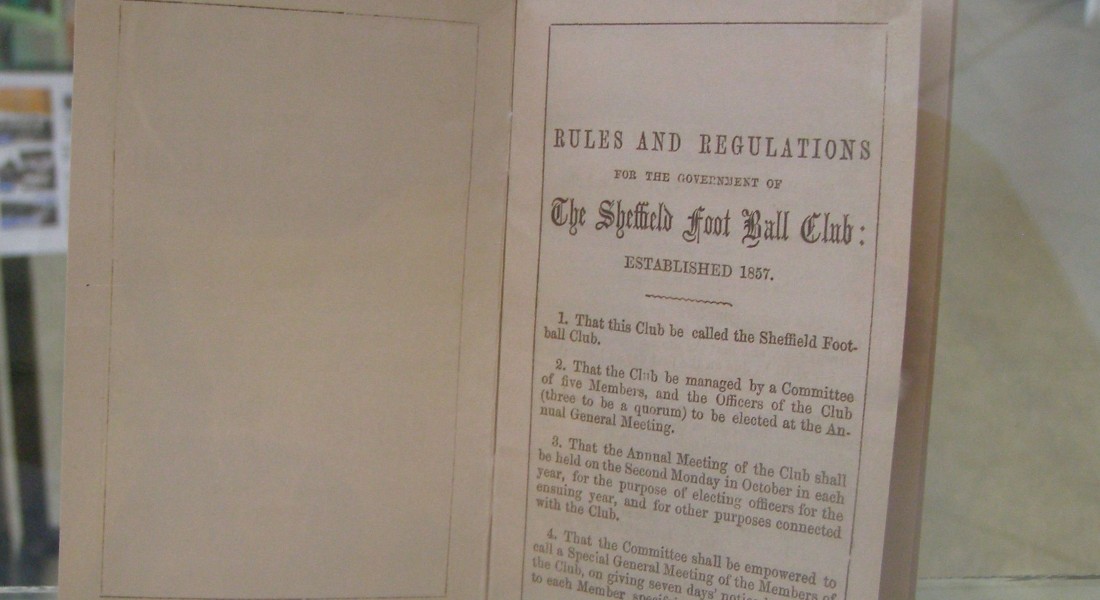 RULES AND REGULATIONS
FOR THE GOVERNMENT OF
The Sheffield Foot Ball Club:
ESTABLISHED 1857.
1. That this Club be called the Sheffield Foot-
ball Club.
2. That the Club be managed by a Committee
of five Members, and the Officers of the Club
(three to be a quorum) to be elected at the An-
nual General Meeting.
3. That the Annual Meeting of the Club shall
be held on the Second Monday in October in each
year, for the purpose of electing officers for the
ensuing year, and for other purposes connected
with the Club.
4. That the Committee shall be empowered to
call a Special General Meeting of the Members of
the Club, on giving seven days'
to each Member